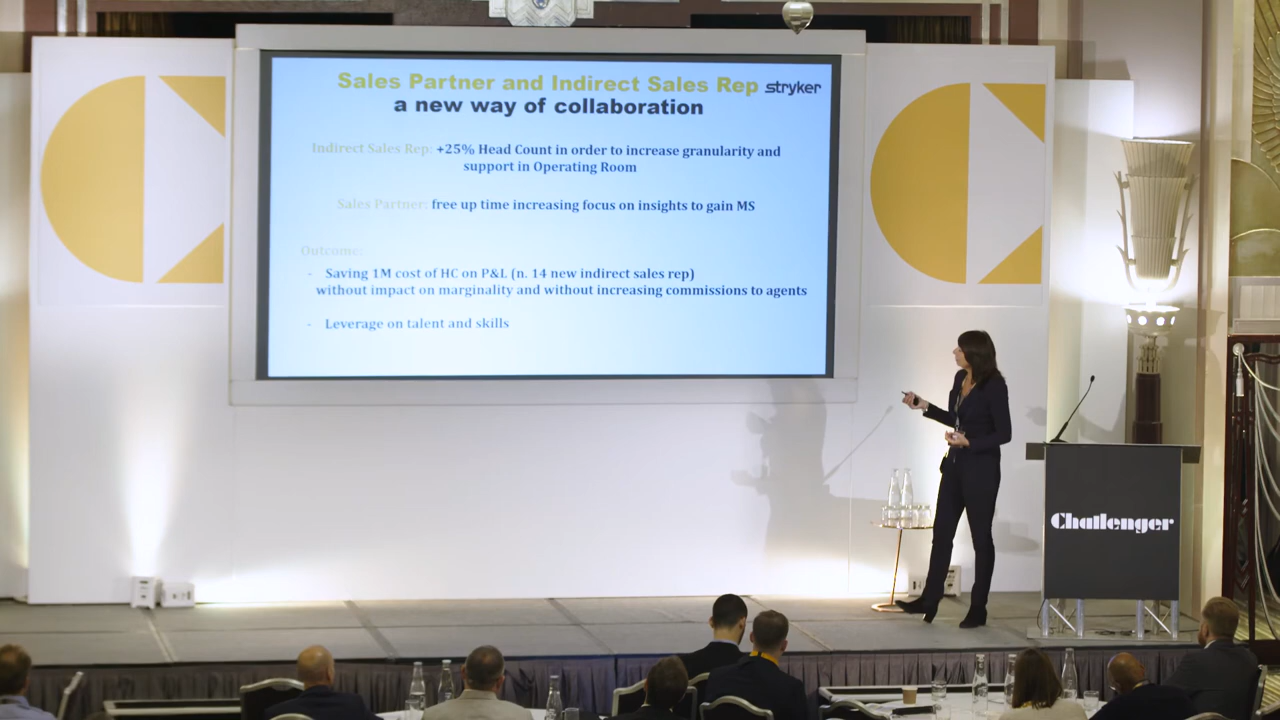 Sales Partner and Indirect Sales Rep stryker
a new way of collaboration
Indirect Sales Rep: +25% Head Count in order to increase granularity and
support in Operating Room
Sales Partner: free up time increasing focus on insights to gain MS
Outcome:
- Saving 1M cost of HC on P&L (n. 14 new indirect sales rep)
without impact on marginality and without increasing commissions to agents
- Leverage on talent and skills
Challenger